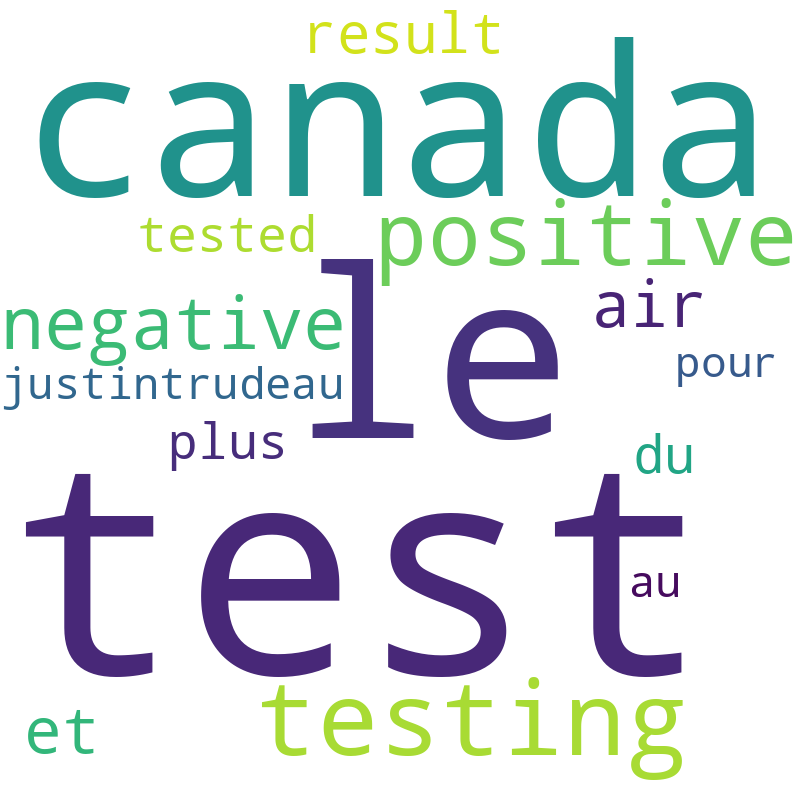 result
canada
tested
positive
le
air
negative
pour
justintrudeau
plus
du
test
au
testing
et